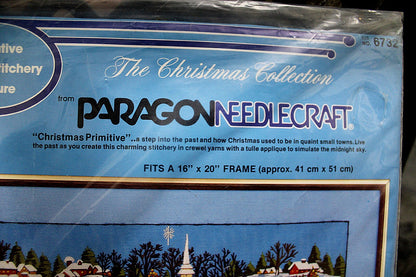 KIT
NO. 6732
The Christmas Collection
itchery
ure
from PARAGON NEEDLECRAFT®
"Christmas Primitive"..a step into the past and how Christmas used to be in quaint small towns. Live
the past as you create this charming stitchery in crewel yarns with a tulle applique to simulate the midnight sky.
FITS A 16" x 20" FRAME (approx. 41 cm x 51 cm)